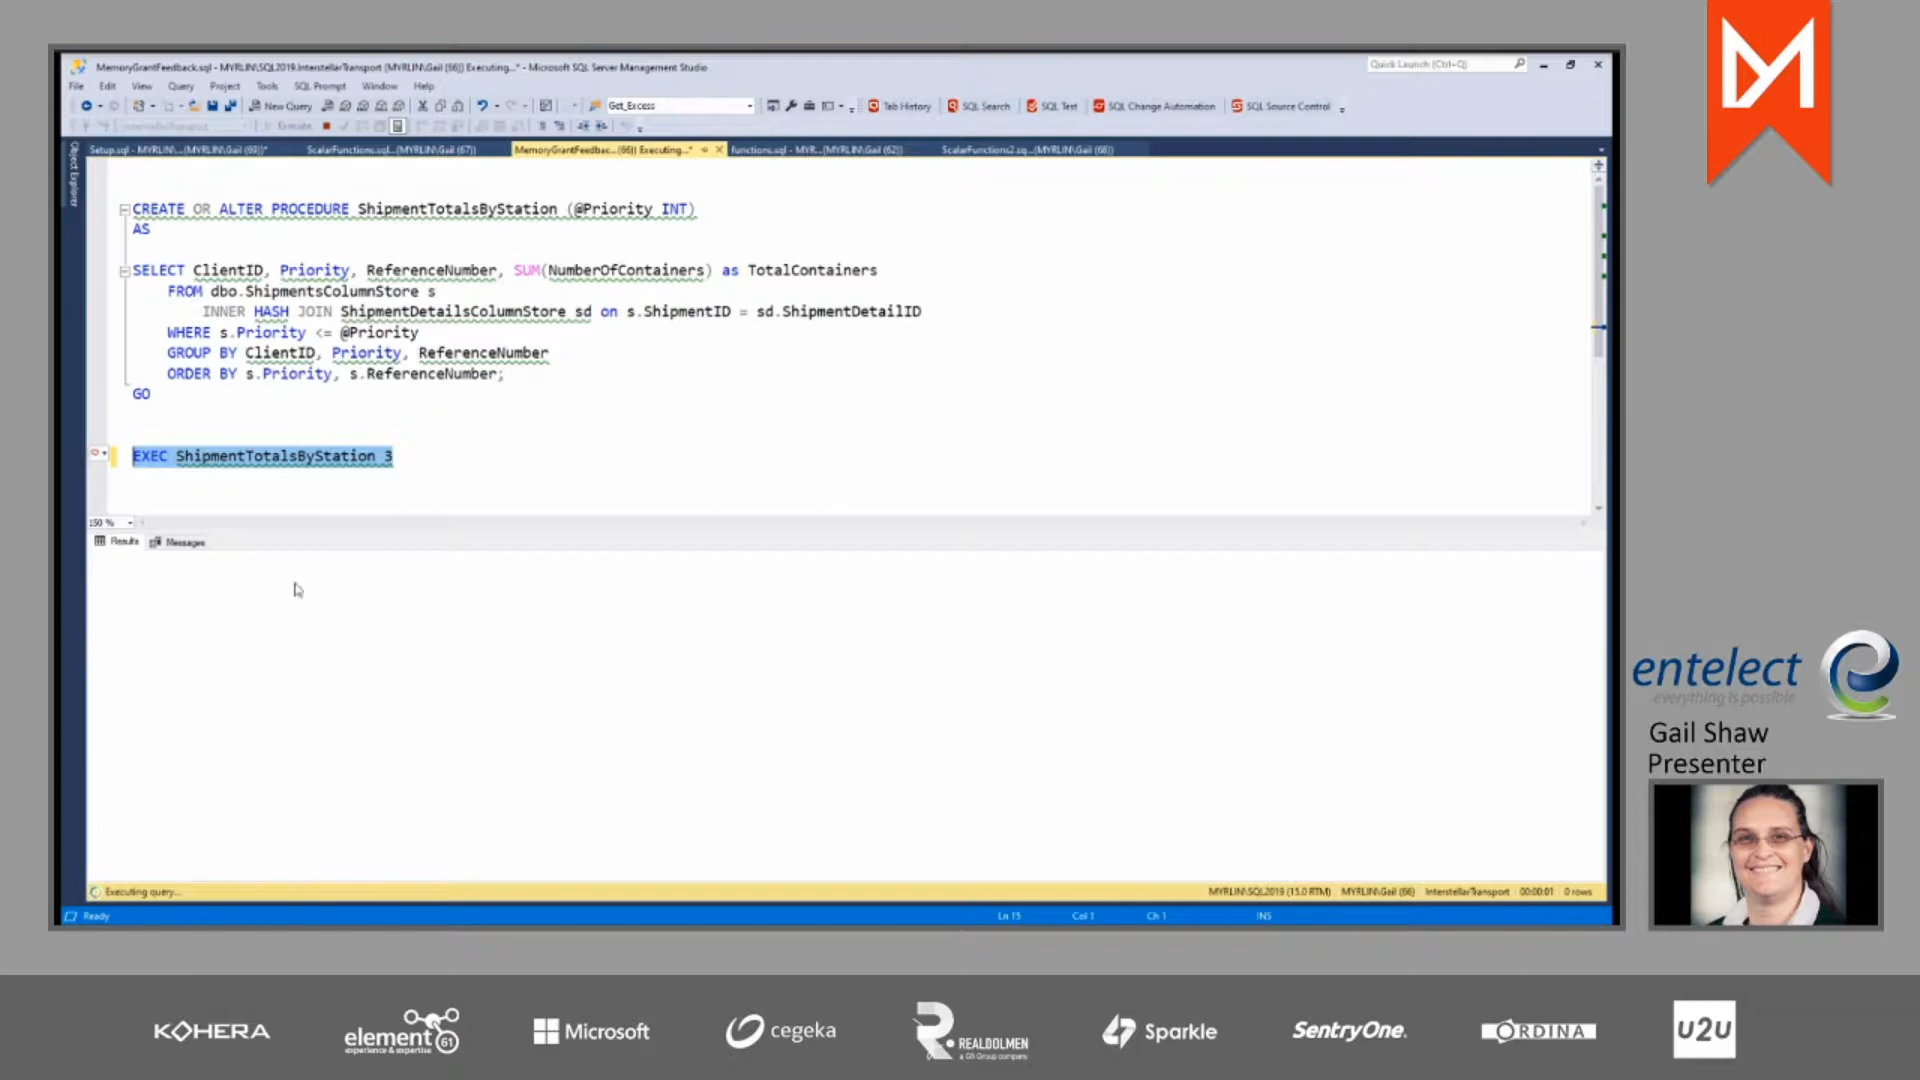 MemoryGrantFeedback.sql - MYRLIN\SQL2019.InterstellarTransport (MYRLIN\Gail (66)) Executing...* - Microsoft SQL Server Management Studio
Quick Launch (Ctrl+Q)
File Edit View Query Project Tools SQL Prompt Window Help
New Query Get_Excess Tab History SQL Search SQL Test SQL Change Automation SQL Source Control
Execute
Setup.sql - MYRLIN\...(MYRLIN\Gail (69))* ScalarFunctions.sql...(MYRLIN\Gail (67)) MemoryGrantFeedbac...(66)) Executing...* functions.sql - MYR...(MYRLIN\Gail (62)) ScalarFunctions2.sq...(MYRLIN\Gail (68))
Object Explorer
CREATE OR ALTER PROCEDURE ShipmentTotalsByStation (@Priority INT)
AS
SELECT ClientID, Priority, ReferenceNumber, SUM(NumberOfContainers) as TotalContainers
FROM dbo.ShipmentsColumnStore s
INNER HASH JOIN ShipmentDetailsColumnStore sd on s.ShipmentID = sd.ShipmentDetailID
WHERE s.Priority <= @Priority
GROUP BY ClientID, Priority, ReferenceNumber
ORDER BY s.Priority, s.ReferenceNumber;
GO
EXEC ShipmentTotalsByStation 3
150 %
Results Messages
Executing query...
MYRLIN\SQL2019 (15.0 RTM) MYRLIN\Gail (66) InterstellarTransport 00:00:01 0 rows
Ready Ln 15 Col 1 Ch 1 INS
entelect
everything is possible
Gail Shaw
Presenter
KOHERA
element 61
experience & expertise
Microsoft
cegeka
REALDOLMEN
a Gfi Group company
Sparkle
SentryOne.
ORDINA
U2U